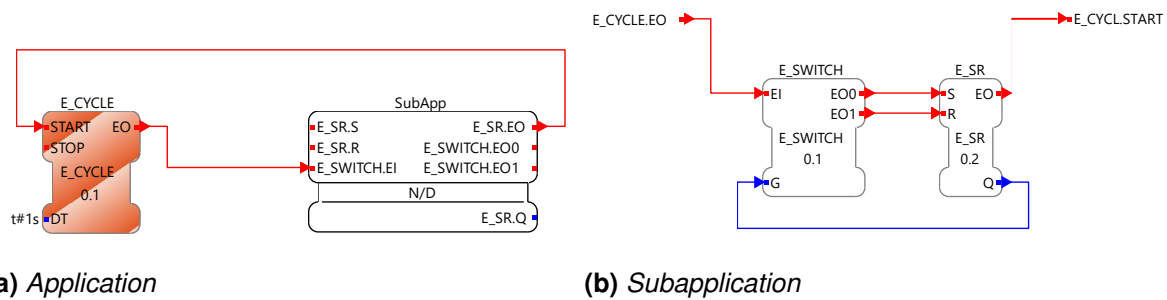 E_CYCLE
START EO
STOP
E_CYCLE
0.1
t#1s DT
SubApp
E_SR.S E_SR.EO
E_SR.R E_SWITCH.EO0
E_SWITCH.EI E_SWITCH.EO1
N/D
E_SR.Q
a) Application
E_CYCLE.EO
E_CYCL.START
E_SWITCH
EI EO0
EO1
E_SWITCH
0.1
G
E_SR
S EO
R
E_SR
0.2
Q
(b) Subapplication